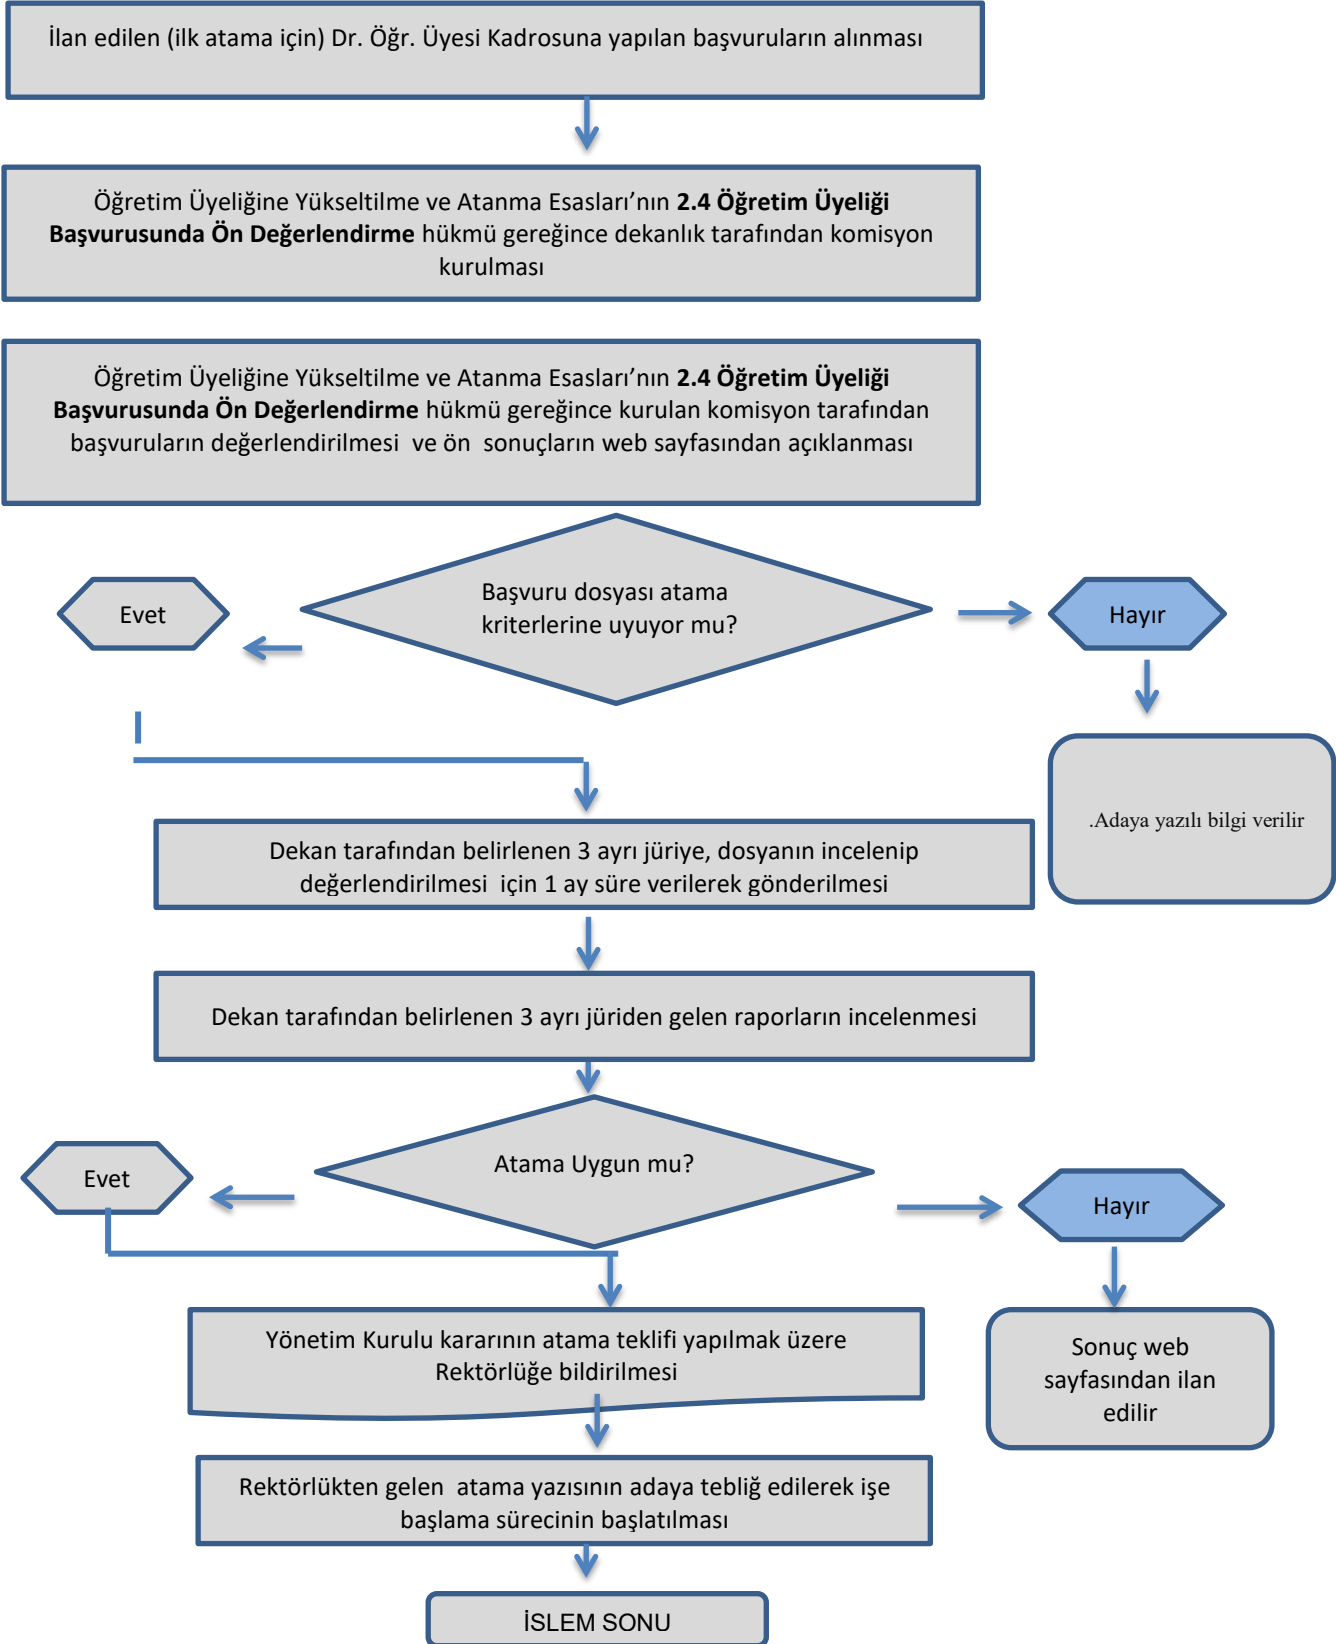 İlan edilen (ilk atama için) Dr. Öğr. Üyesi Kadrosuna yapılan başvuruların alınması
Öğretim Üyeliğine Yükseltilme ve Atanma Esasları’nın 2.4 Öğretim Üyeliği
Başvurusunda Ön Değerlendirme hükmü gereğince dekanlık tarafından komisyon
kurulması
Öğretim Üyeliğine Yükseltilme ve Atanma Esasları’nın 2.4 Öğretim Üyeliği
Başvurusunda Ön Değerlendirme hükmü gereğince kurulan komisyon tarafından
başvuruların değerlendirilmesi ve ön sonuçların web sayfasından açıklanması
Başvuru dosyası atama
kriterlerine uyuyor mu?
Evet
Hayır
.Adaya yazılı bilgi verilir
Dekan tarafından belirlenen 3 ayrı jüriye, dosyanın incelenip
değerlendirilmesi için 1 ay süre verilerek gönderilmesi
Dekan tarafından belirlenen 3 ayrı jüriden gelen raporların incelenmesi
Atama Uygun mu?
Evet
Hayır
Yönetim Kurulu kararının atama teklifi yapılmak üzere
Rektörlüğe bildirilmesi
Sonuç web
sayfasından ilan
edilir
Rektörlükten gelen atama yazısının adaya tebliğ edilerek işe
başlama sürecinin başlatılması
İSLEM SONU